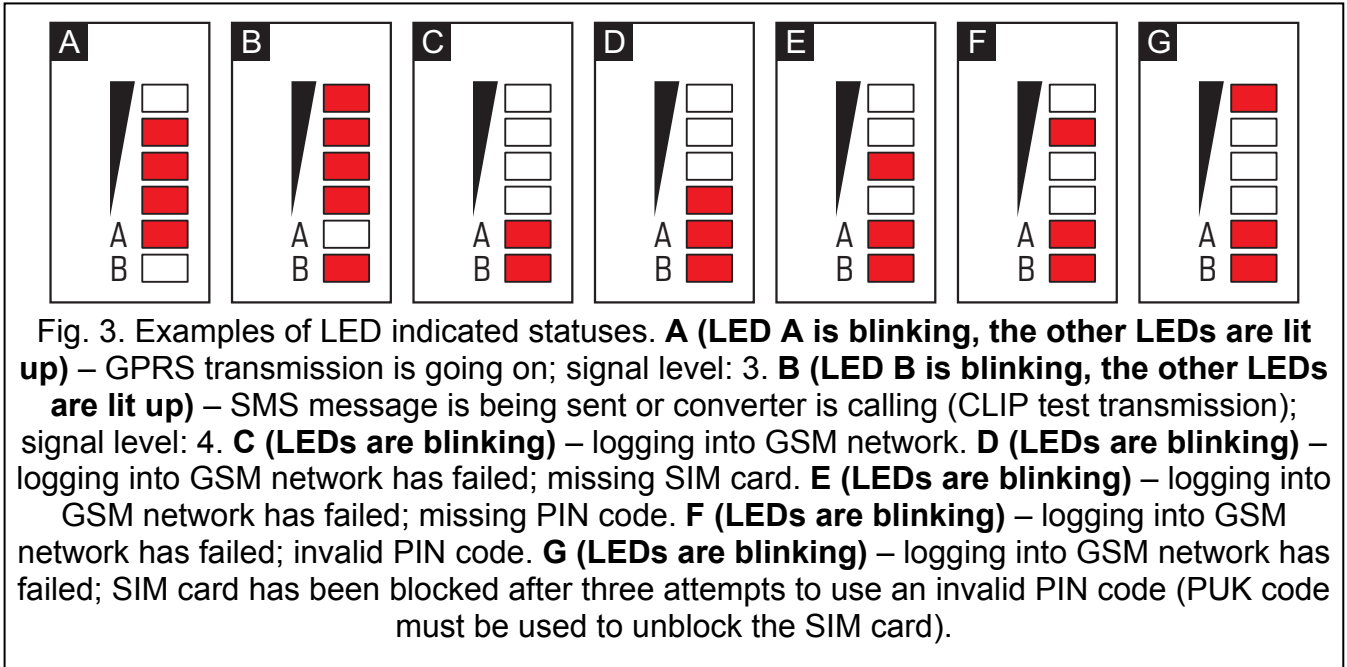 A B C D E F G
A A A A A A A
B B B B B B B
Fig. 3. Examples of LED indicated statuses. A (LED A is blinking, the other LEDs are lit
up) – GPRS transmission is going on; signal level: 3. B (LED B is blinking, the other LEDs
are lit up) – SMS message is being sent or converter is calling (CLIP test transmission);
signal level: 4. C (LEDs are blinking) – logging into GSM network. D (LEDs are blinking) –
logging into GSM network has failed; missing SIM card. E (LEDs are blinking) – logging into
GSM network has failed; missing PIN code. F (LEDs are blinking) – logging into GSM
network has failed; invalid PIN code. G (LEDs are blinking) – logging into GSM network has
failed; SIM card has been blocked after three attempts to use an invalid PIN code (PUK code
must be used to unblock the SIM card).